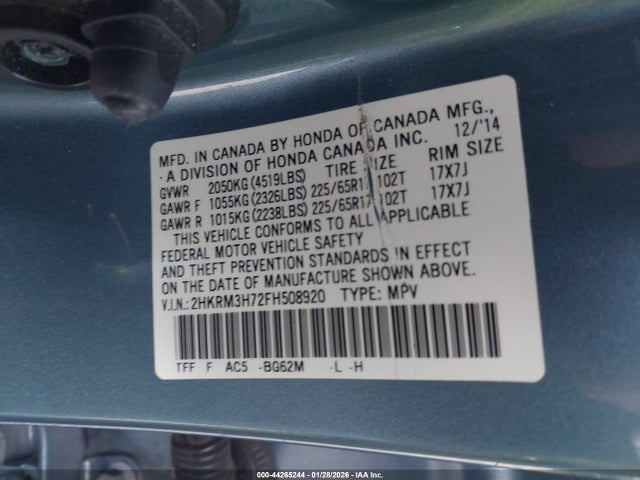 MFD. IN CANADA BY HONDA OF CANADA MFG.,
·A DIVISION OF HONDA CANADA INC. 12/'14
GVWR 2050KG(4519LBS) TIRE SIZE RIM SIZE
GAWR F 1055KG(2326LBS) 225/65R17 102T 17X7J
GAWR R 1015KG(2238LBS) 225/65R17 102T 17X7J
THIS VEHICLE CONFORMS TO ALL APPLICABLE
FEDERAL MOTOR VEHICLE SAFETY
AND THEFT PREVENTION STANDARDS IN EFFECT
ON THE DATE OF MANUFACTURE SHOWN ABOVE.
V.I.N.: 2HKRM3H72FH508920 TYPE: MPV
TFF F AC5 -BG62M -L -H
000-44265244 | 01/28/2026 | IAA Inc.